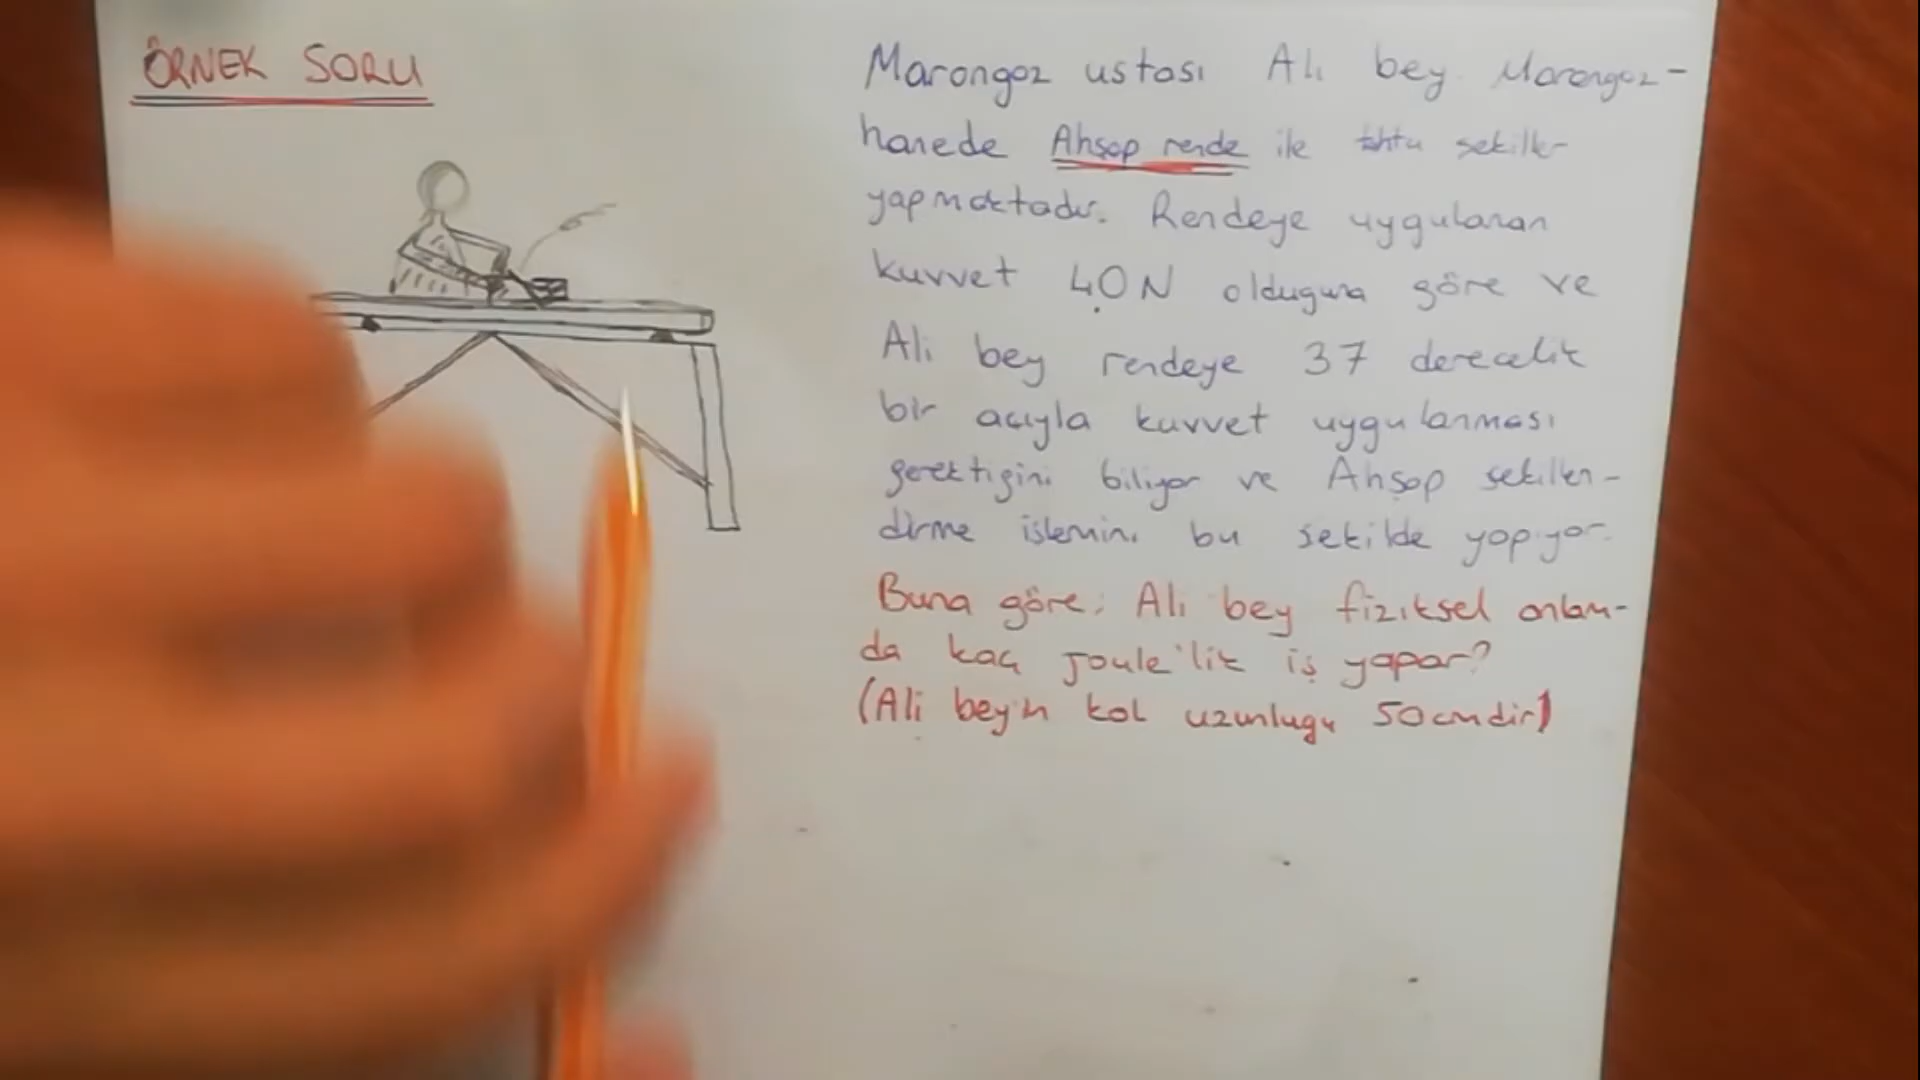 ÖRNEK SORU
Marangoz ustası Ali bey Marangoz-
hanede Ahşap rende ile tahta şekiller
yapmaktadır. Rendeye uygulanan
kuvvet 40N olduğuna göre ve
Ali bey rendeye 37 derecelik
bir açıyla kuvvet uygulanması
gerektiğini biliyor ve Ahşap şekillen-
dirme işlemini bu şekilde yapıyor.
Buna göre; Ali bey fiziksel anlam-
da kaç joule'lik iş yapar?
(Ali bey'in kol uzunluğu 50cmdir)